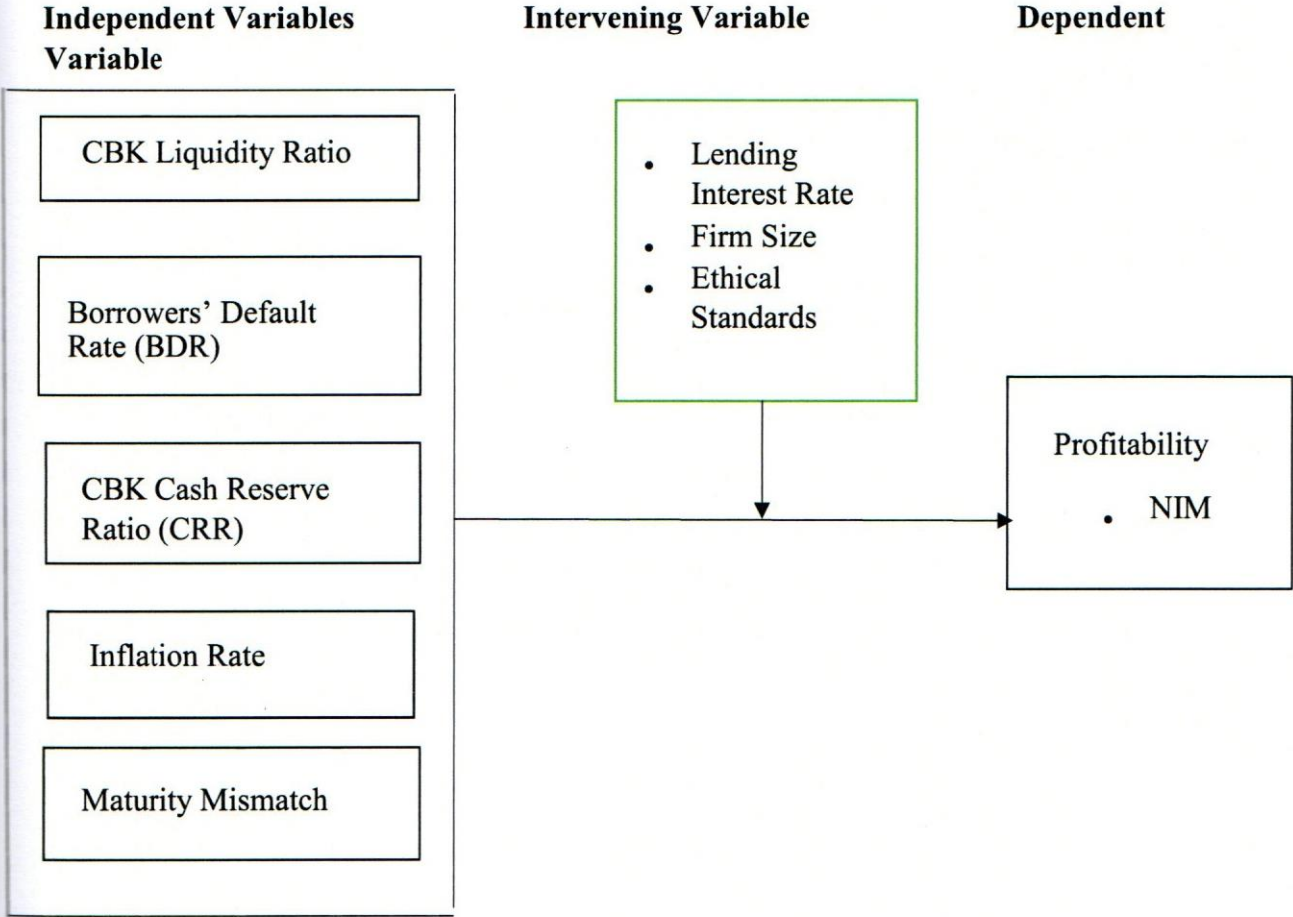 Independent Variables Intervening Variable Dependent
Variable
CBK Liquidity Ratio
Borrowers’ Default
Rate (BDR)
CBK Cash Reserve
Ratio (CRR)
Inflation Rate
Maturity Mismatch
• Lending
Interest Rate
• Firm Size
• Ethical
Standards
Profitability
• NIM